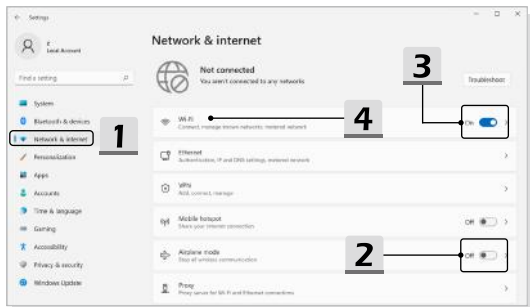 ← Settings
E
Local Account
Find a setting
System
Bluetooth & devices
Network & internet
Personalization
Apps
Accounts
Time & language
Gaming
Accessibility
Privacy & security
Windows Update
1
Network & internet
Not connected
You aren't connected to any networks
Troubleshoot
3
Wi-Fi
Connect, manage known networks, metered network
4
On
Ethernet
Authentication, IP and DNS settings, metered network
VPN
Add, connect, manage
Mobile hotspot
Share your internet connection
Off
2
Airplane mode
Stop all wireless communication
Off
Proxy
Proxy server for Wi-Fi and Ethernet connections